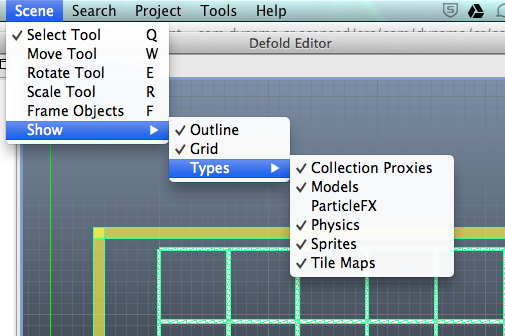 Scene Search Project Tools Help
Defold Editor
Select Tool Q
Move Tool W
Rotate Tool E
Scale Tool R
Frame Objects F
Show
Outline
Grid
Types
Collection Proxies
Models
ParticleFX
Physics
Sprites
Tile Maps